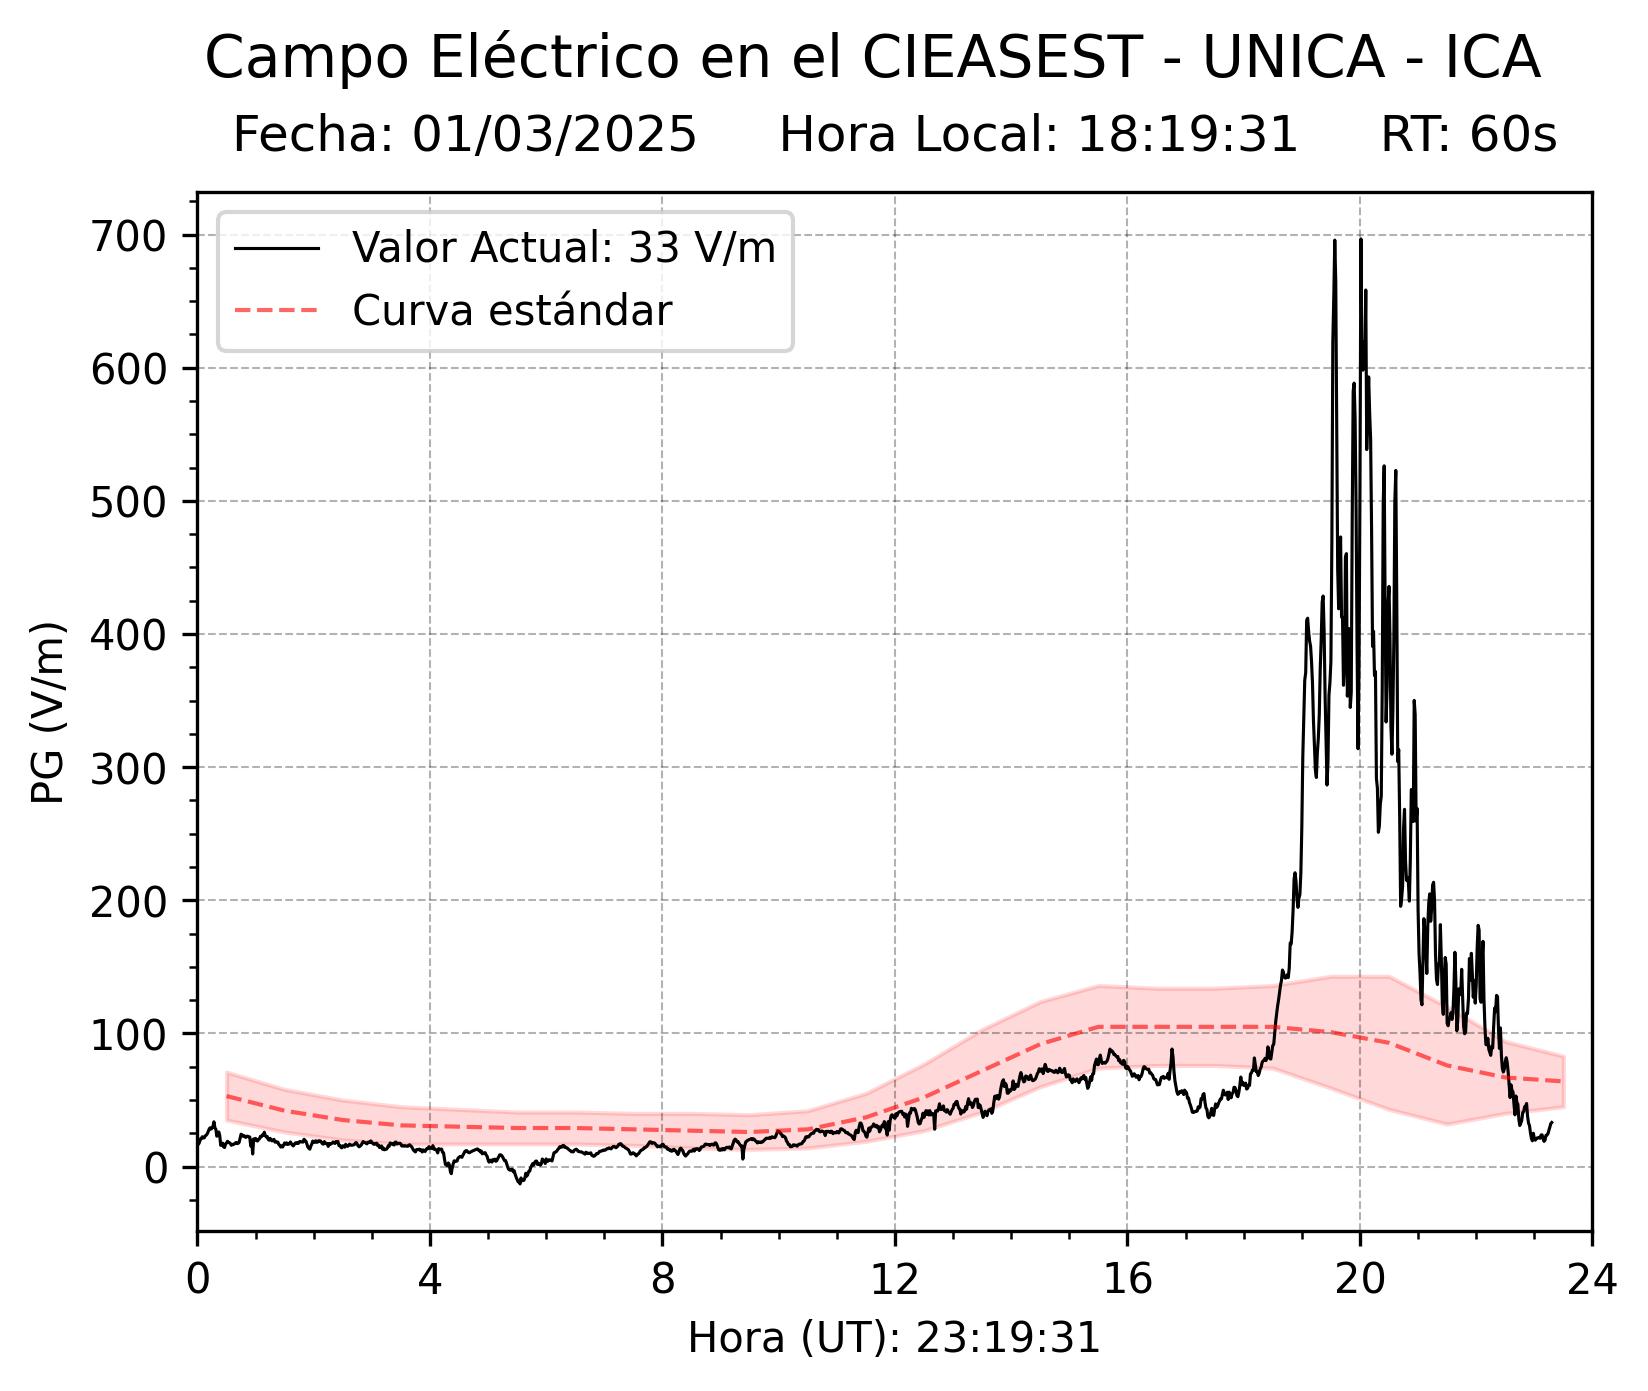 Campo Eléctrico en el CIEASEST - UNICA - ICA
Fecha: 01/03/2025 Hora Local: 18:19:31 RT: 60s
Valor Actual: 33 V/m
Curva estándar
PG (V/m)
700
600
500
400
300
200
100
0
0 4 8 12 16 20 24
Hora (UT): 23:19:31